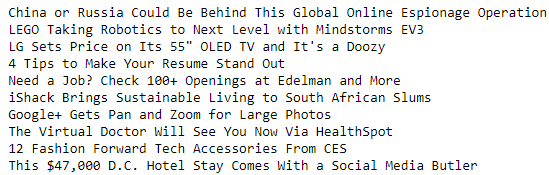 China or Russia Could Be Behind This Global Online Espionage Operation
LEGO Taking Robotics to Next Level with Mindstorms EV3
LG Sets Price on Its 55" OLED TV and It's a Doozy
4 Tips to Make Your Resume Stand Out
Need a Job? Check 100+ Openings at Edelman and More
iShack Brings Sustainable Living to South African Slums
Google+ Gets Pan and Zoom for Large Photos
The Virtual Doctor Will See You Now Via HealthSpot
12 Fashion Forward Tech Accessories From CES
This $47,000 D.C. Hotel Stay Comes With a Social Media Butler